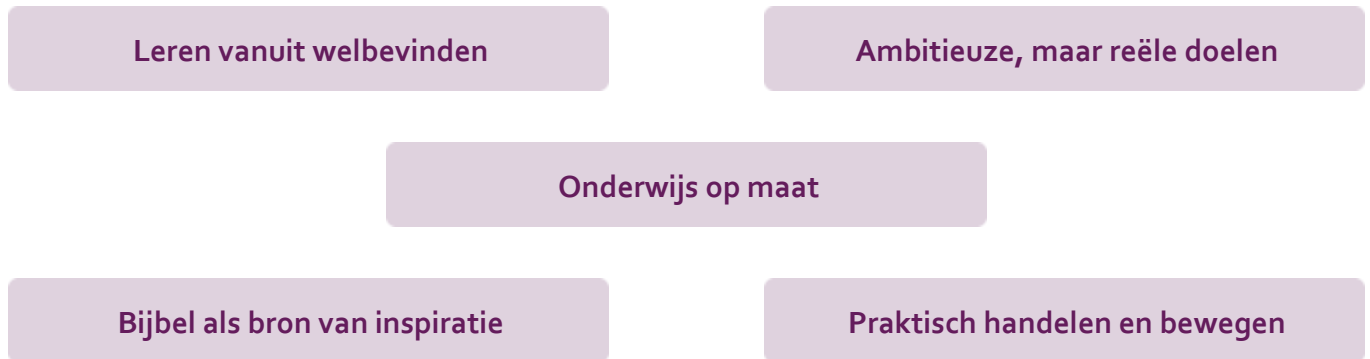 Leren vanuit welbevinden
Ambitieuze, maar reële doelen
Onderwijs op maat
Bijbel als bron van inspiratie
Praktisch handelen en bewegen